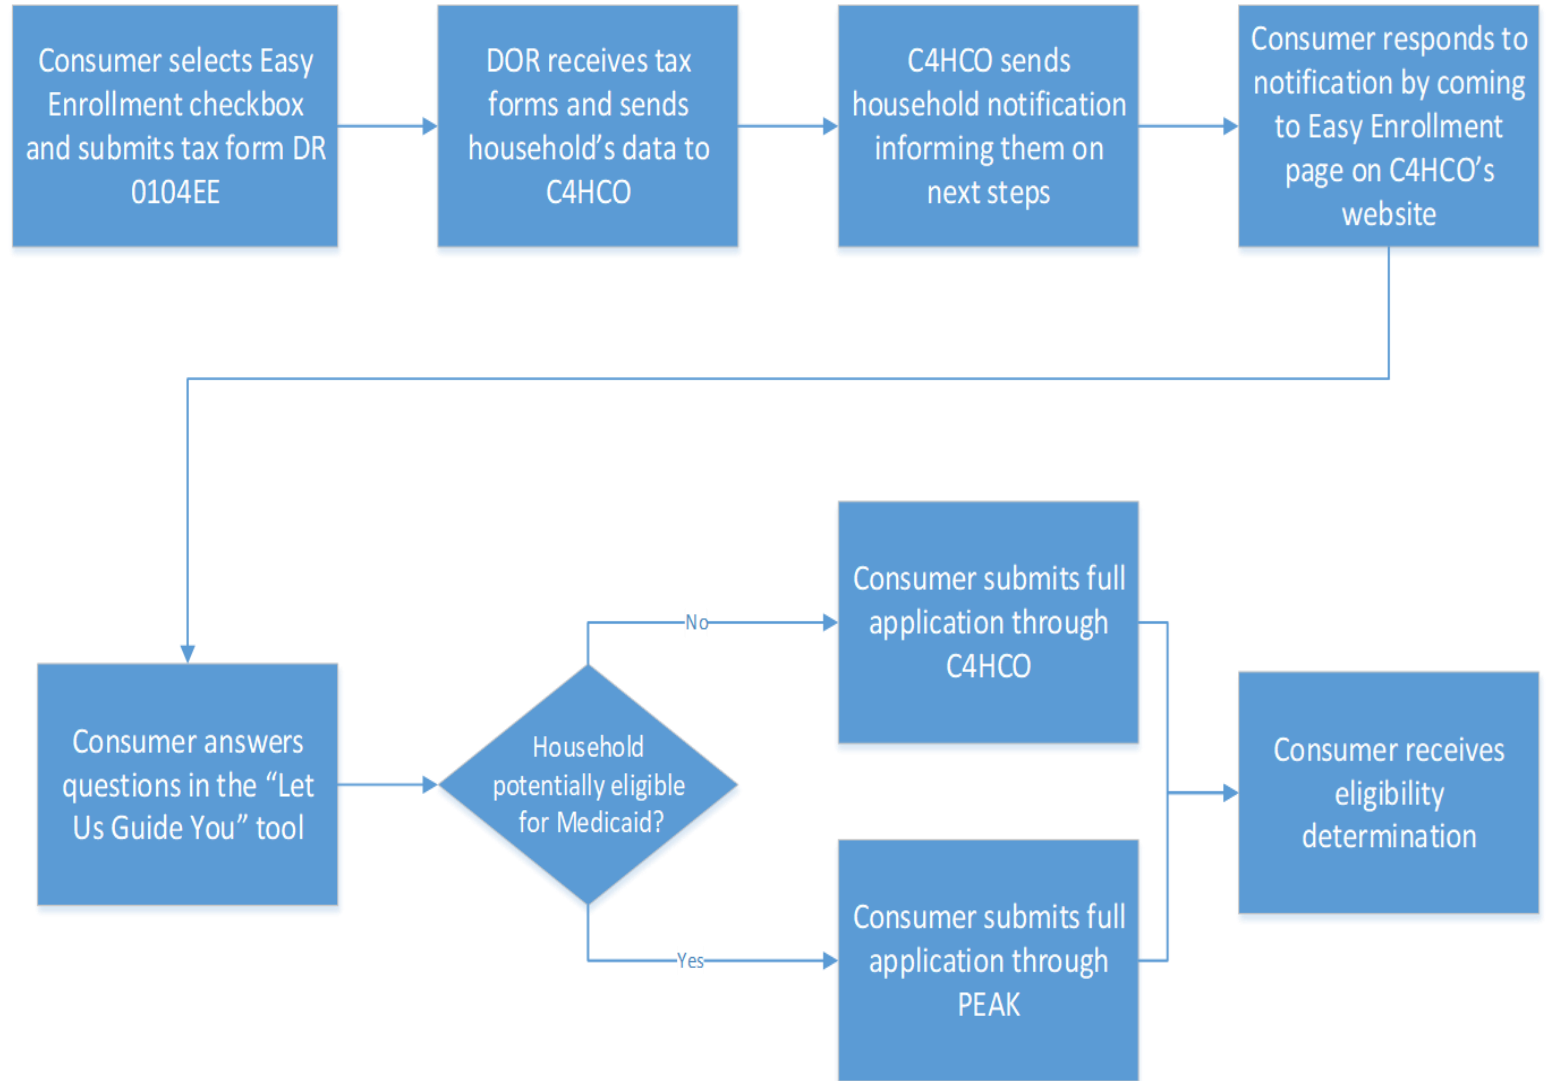 Consumer selects Easy
Enrollment checkbox
and submits tax form DR
0104EE
DOR receives tax
forms and sends
household’s data to
C4HCO
C4HCO sends
household notification
informing them on
next steps
Consumer responds to
notification by coming
to Easy Enrollment
page on C4HCO’s
website
Consumer answers
questions in the “Let
Us Guide You” tool
Household
potentially eligible
for Medicaid?
No
Consumer submits full
application through
C4HCO
Yes
Consumer submits full
application through
PEAK
Consumer receives
eligibility
determination